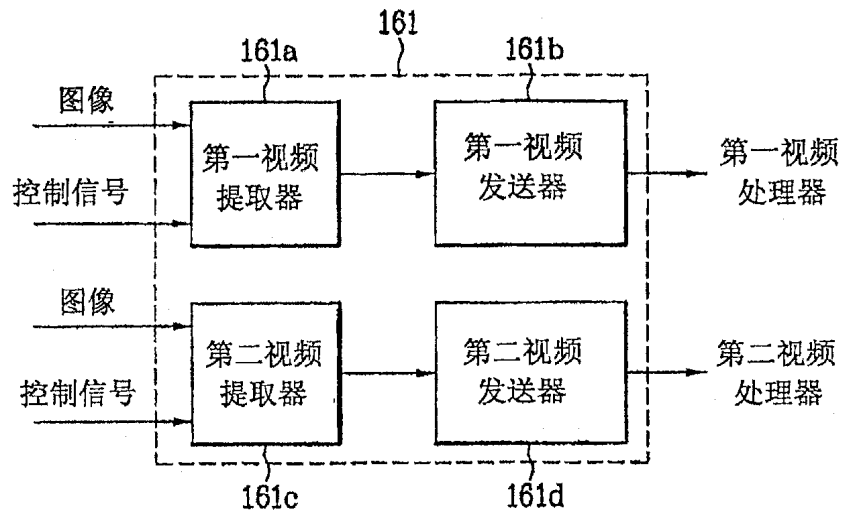 161
161a
161b
图像
控制信号
第一视频
提取器
第一视频
发送器
第一视频
处理器
图像
控制信号
第二视频
提取器
第二视频
发送器
第二视频
处理器
161c
161d